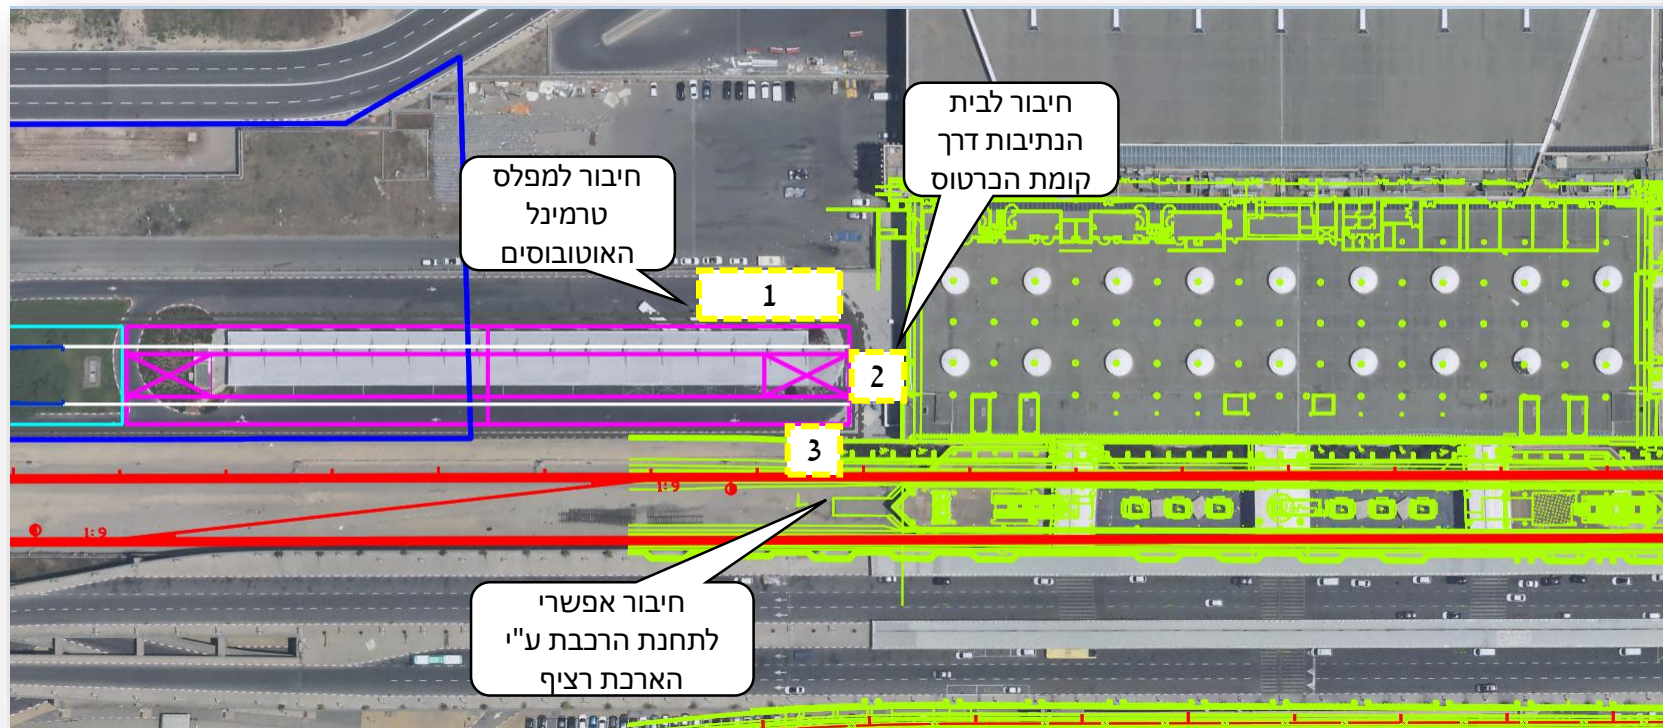 חיבור לבית
הנתיבות דרך
קומת הכרטוס
חיבור למפלס
טרמינל
האוטובוסים
1
2
3
1:9
1:9
חיבור אפשרי
לתחנת הרכבת ע"י
הארכת רציף